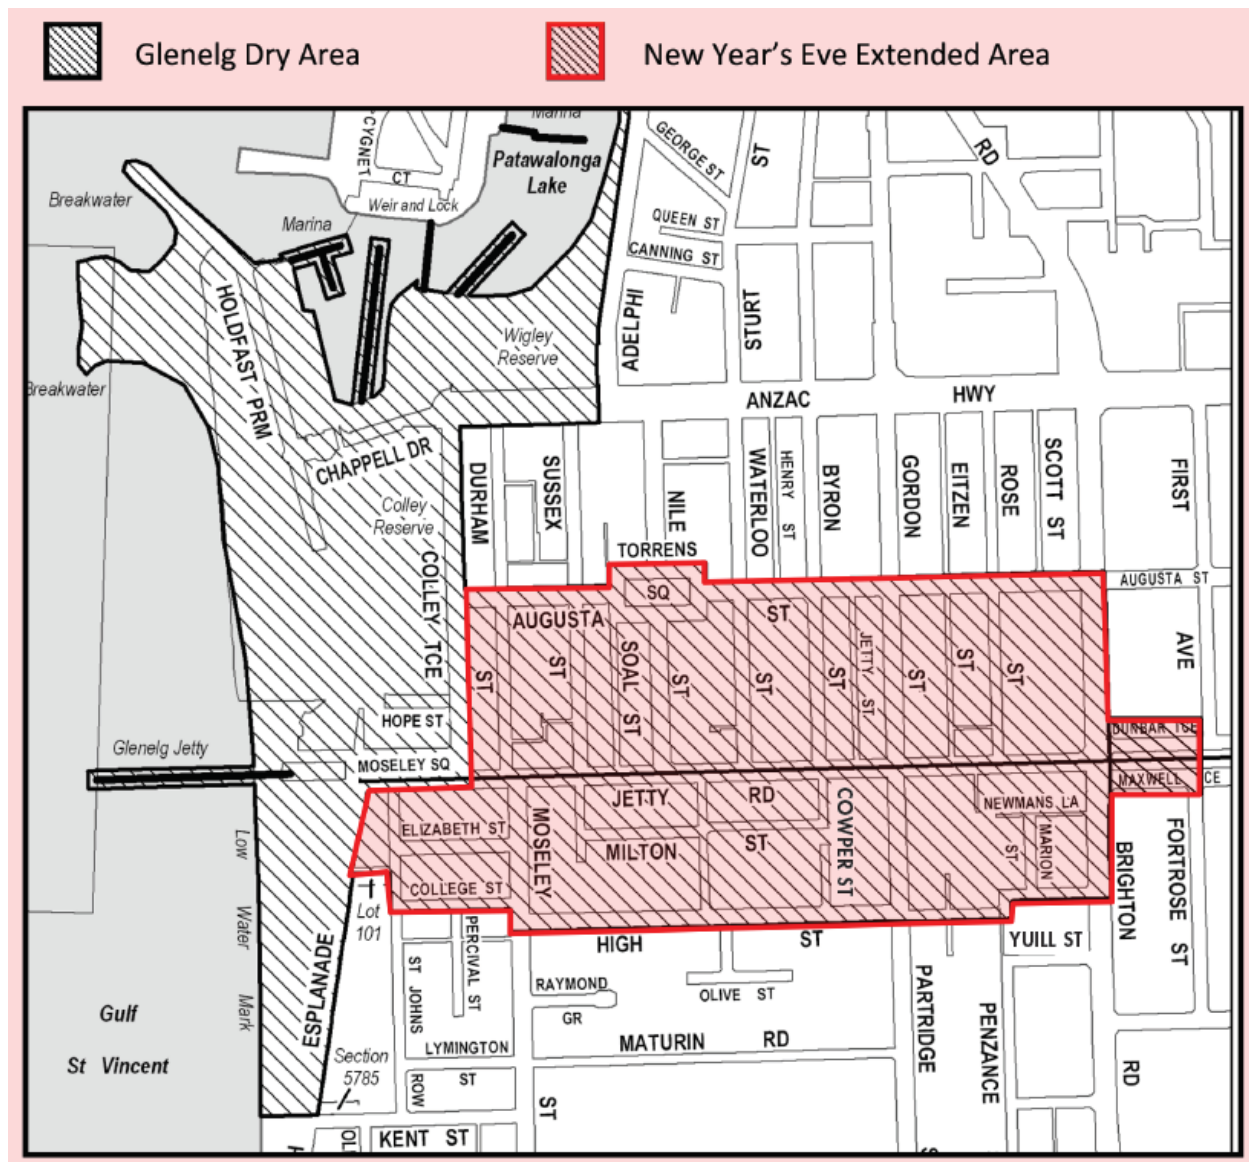 Glenelg Dry Area
New Year's Eve Extended Area
Marina
CYGNET
CT
GEORGE ST
ST
RD
Patawalonga
Lake
Breakwater
Weir and Lock
Marina
QUEEN ST
CANNING ST
HOLDFAST PRM
ADELPHI
STURT
Wigley
Reserve
Breakwater
ANZAC
HWY
CHAPPELL DR
Colley
Reserve
DURHAM
SUSSEX
NILE
WATERLOO
HENRY ST
BYRON
GORDON
EITZEN
ROSE
SCOTT ST
FIRST
COLLEY TCE
TORRENS
SQ
AUGUSTA ST
AUGUSTA
ST
ST
ST
SOAL ST
ST
ST
ST
JETTY ST
ST
ST
ST
AVE
HOPE ST
Glenelg Jetty
MOSELEY SQ
DUNBAR TCE
MAXWELL
CE
JETTY
RD
NEWMANS LA
ELIZABETH ST
MOSELEY
MILTON
ST
COWPER ST
ST
MARION
COLLEGE ST
Low
Water
Mark
Lot
101
BRIGHTON
FORTROSE ST
HIGH
ST
YUILL ST
ESPLANADE
ST JOHNS
PERCIVAL ST
RAYMOND
GR
OLIVE ST
PARTRIDGE
PENZANCE
Gulf
St Vincent
LYMINGTON
MATURIN
RD
Section
5785
ROW
ST
ST
RD
KENT ST